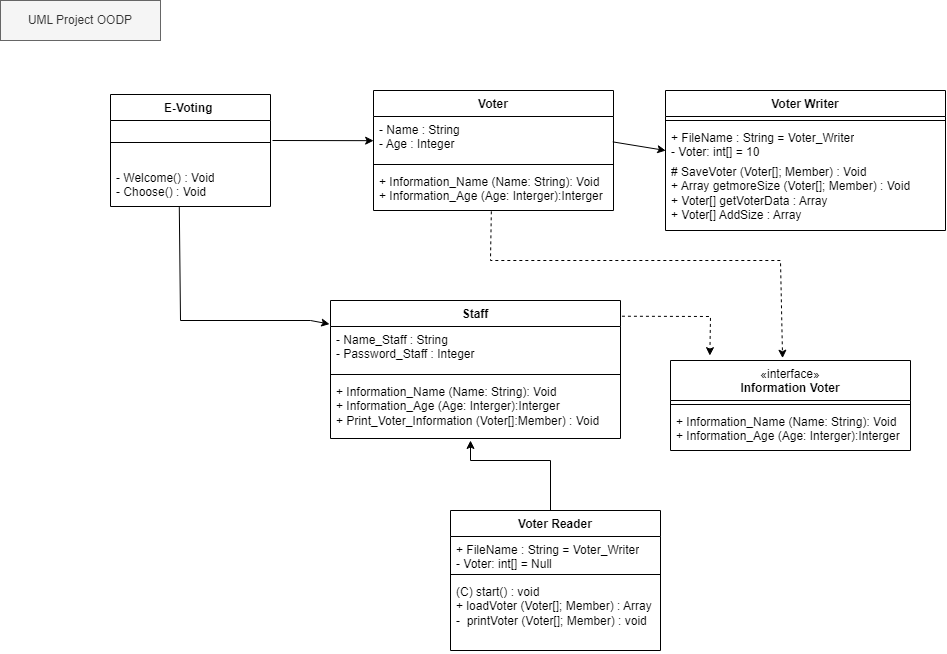 UML Project OODP
E-Voting
- Welcome() : Void
- Choose() : Void
Voter
- Name : String
- Age : Integer
+ Information_Name (Name: String): Void
+ Information_Age (Age: Interger):Interger
Voter Writer
+ FileName : String = Voter_Writer
- Voter: int[] = 10
# SaveVoter (Voter[]; Member) : Void
+ Array getmoreSize (Voter[]; Member) : Void
+ Voter[] getVoterData : Array
+ Voter[] AddSize : Array
Staff
- Name_Staff : String
- Password_Staff : Integer
+ Information_Name (Name: String): Void
+ Information_Age (Age: Interger):Interger
+ Print_Voter_Information (Voter[]:Member) : Void
«interface»
Information Voter
+ Information_Name (Name: String): Void
+ Information_Age (Age: Interger):Interger
Voter Reader
+ FileName : String = Voter_Writer
- Voter: int[] = Null
(C) start() : void
+ loadVoter (Voter[]; Member) : Array
- printVoter (Voter[]; Member) : void